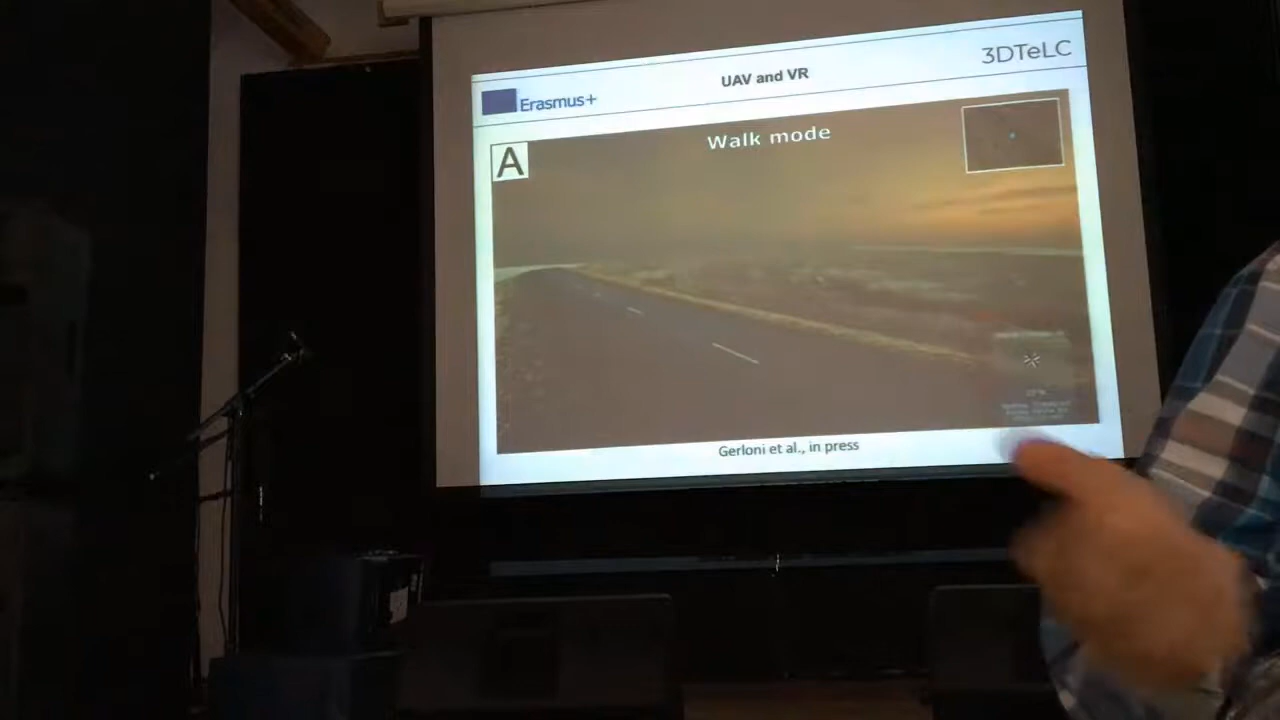 UAV and VR
3DTeLC
Erasmus+
Walk mode
A
Gerloni et al., in press